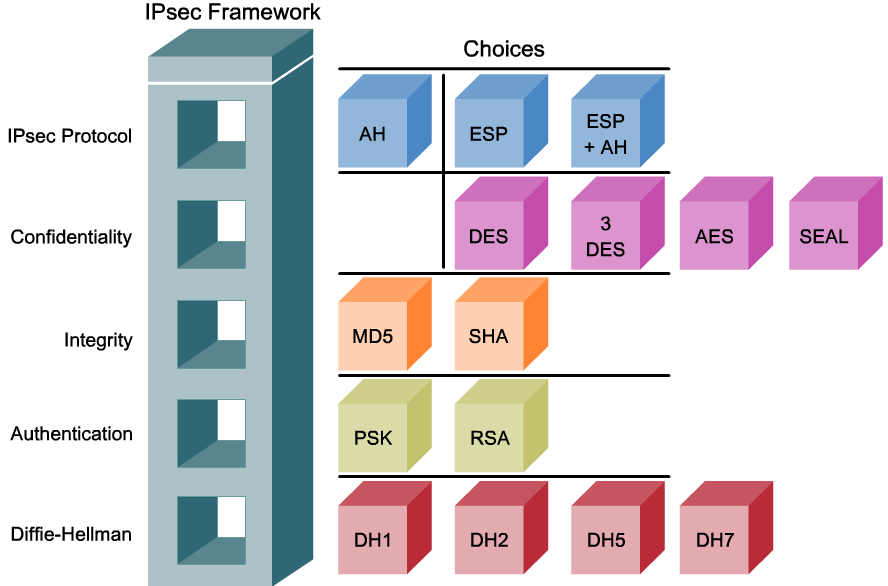 IPsec Framework
Choices
IPsec Protocol
AH
ESP
ESP
+ AH
Confidentiality
DES
3
DES
AES
SEAL
Integrity
MD5
SHA
Authentication
PSK
RSA
Diffie-Hellman
DH1
DH2
DH5
DH7